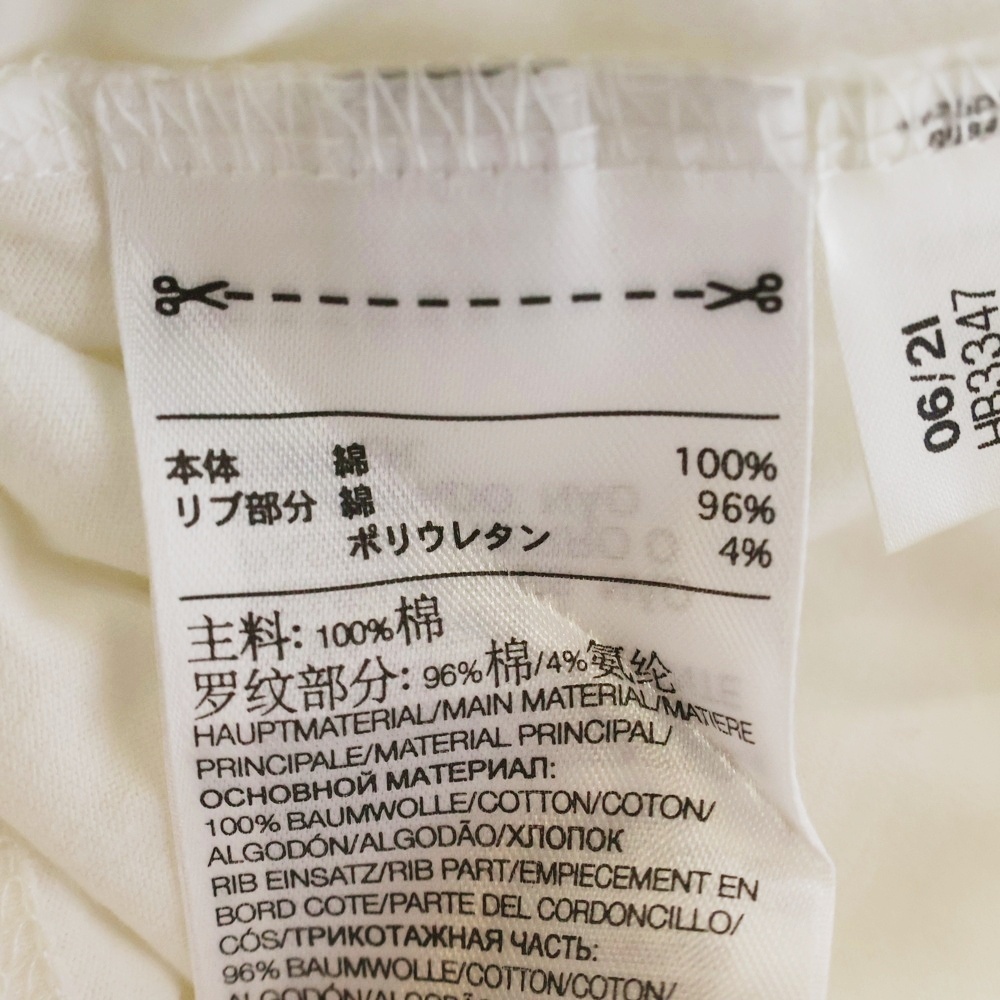 本体 綿 100%
リブ部分 綿 96%
ポリウレタン 4%
主料: 100%棉
罗纹部分: 96%棉/4%氨纶
HAUPTMATERIAL/MAIN MATERIAL/MATIERE
PRINCIPALE/MATERIAL PRINCIPAL/
ОСНОВНОЙ МАТЕРИАЛ:
100% BAUMWOLLE/COTTON/COTON/
ALGODÓN/ALGODÃO/ХЛОПОК
RIB EINSATZ/RIB PART/EMPIECEMENT EN
BORD COTE/PARTE DEL CORDONCILLO/
CÓS/ТРИКОТАЖНАЯ ЧАСТЬ:
96% BAUMWOLLE/COTTON/COTON/
06/21
HB3347